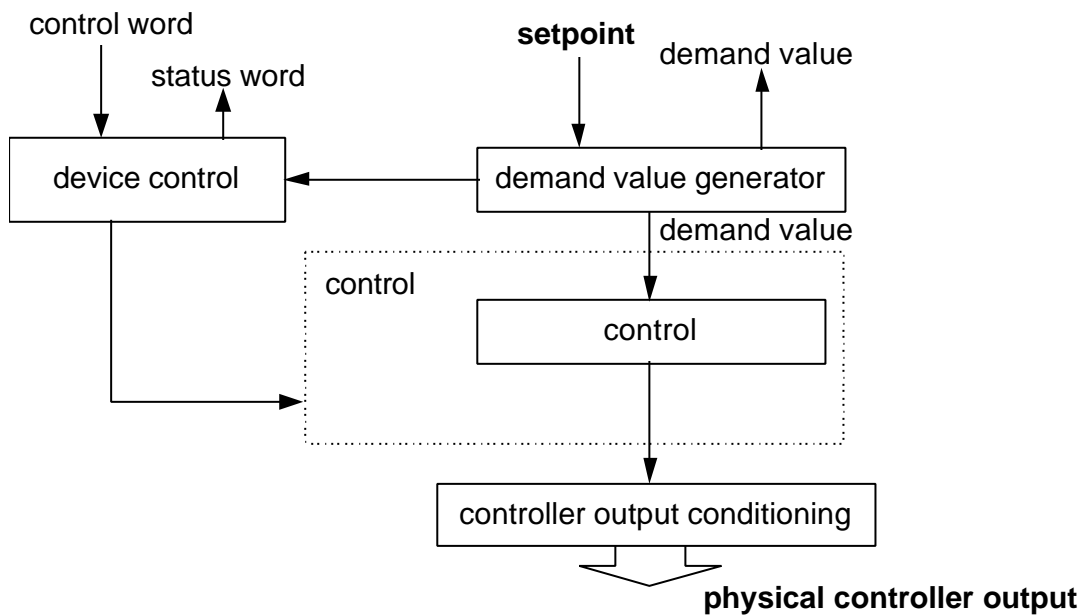 control word
setpoint
demand value
status word
device control
demand value generator
demand value
control
control
controller output conditioning
physical controller output